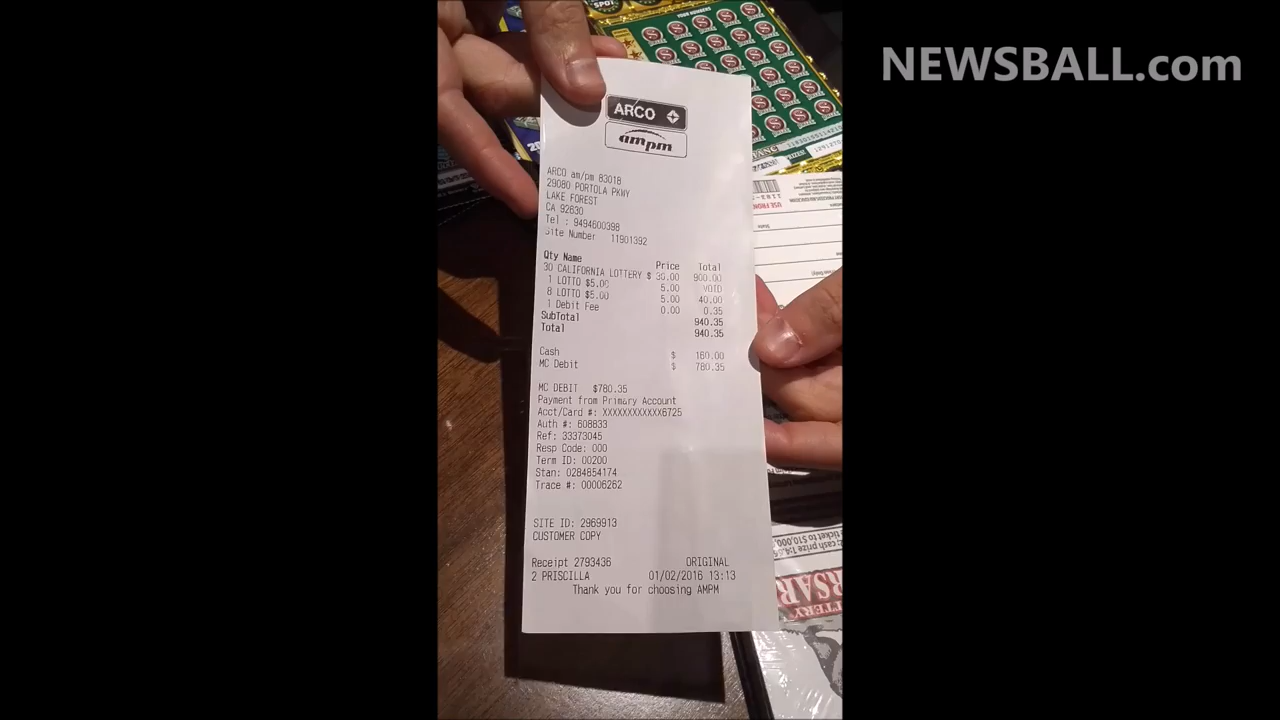 NEWSBALL.com
SPOT
YOUR NUMBERS
ARCO
ampm
ARCO am/pm 83018
29080 PORTOLA PKWY
LAKE FOREST
CA 92630
Tel : 9494600398
Site Number 11901392
Qty Name Price Total
30 CALIFORNIA LOTTERY $ 30.00 900.00
1 LOTTO $5.00 5.00 VOID
8 LOTTO $5.00 5.00 40.00
1 Debit Fee 0.00 0.35
SubTotal 940.35
Total 940.35
Cash $ 160.00
MC Debit $ 780.35
MC DEBIT $780.35
Payment from Primary Account
Acct/Card #: XXXXXXXXXXXX6725
Auth #: 608833
Ref: 33373045
Resp Code: 000
Term ID: 00200
Stan: 0284854174
Trace #: 00006262
SITE ID: 2969913
CUSTOMER COPY
Receipt 2793436 ORIGINAL
2 PRISCILLA 01/02/2016 13:13
Thank you for choosing AMPM